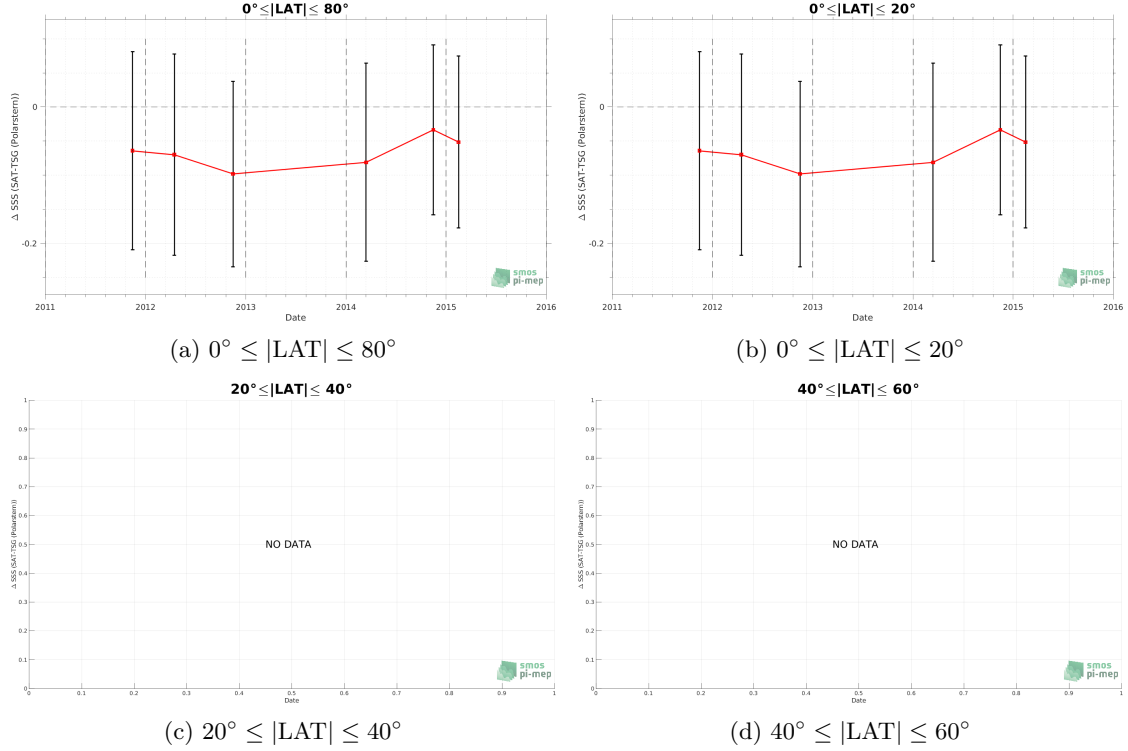 0°≤|LAT|≤ 80°
Δ SSS (SAT-TSG (Polarstern))
0
-0.2
2011 2012 2013 2014 2015 2016
Date
smos
pi-mep
(a) 0° ≤ |LAT| ≤ 80°
0°≤|LAT|≤ 20°
Δ SSS (SAT-TSG (Polarstern))
0
-0.2
2011 2012 2013 2014 2015 2016
Date
smos
pi-mep
(b) 0° ≤ |LAT| ≤ 20°
20°≤|LAT|≤ 40°
Δ SSS (SAT-TSG (Polarstern))
1
0.9
0.8
0.7
0.6
0.5
0.4
0.3
0.2
0.1
0
NO DATA
0 0.1 0.2 0.3 0.4 0.5 0.6 0.7 0.8 0.9 1
Date
smos
pi-mep
(c) 20° ≤ |LAT| ≤ 40°
40°≤|LAT|≤ 60°
Δ SSS (SAT-TSG (Polarstern))
1
0.9
0.8
0.7
0.6
0.5
0.4
0.3
0.2
0.1
0
NO DATA
0 0.1 0.2 0.3 0.4 0.5 0.6 0.7 0.8 0.9 1
Date
smos
pi-mep
(d) 40° ≤ |LAT| ≤ 60°